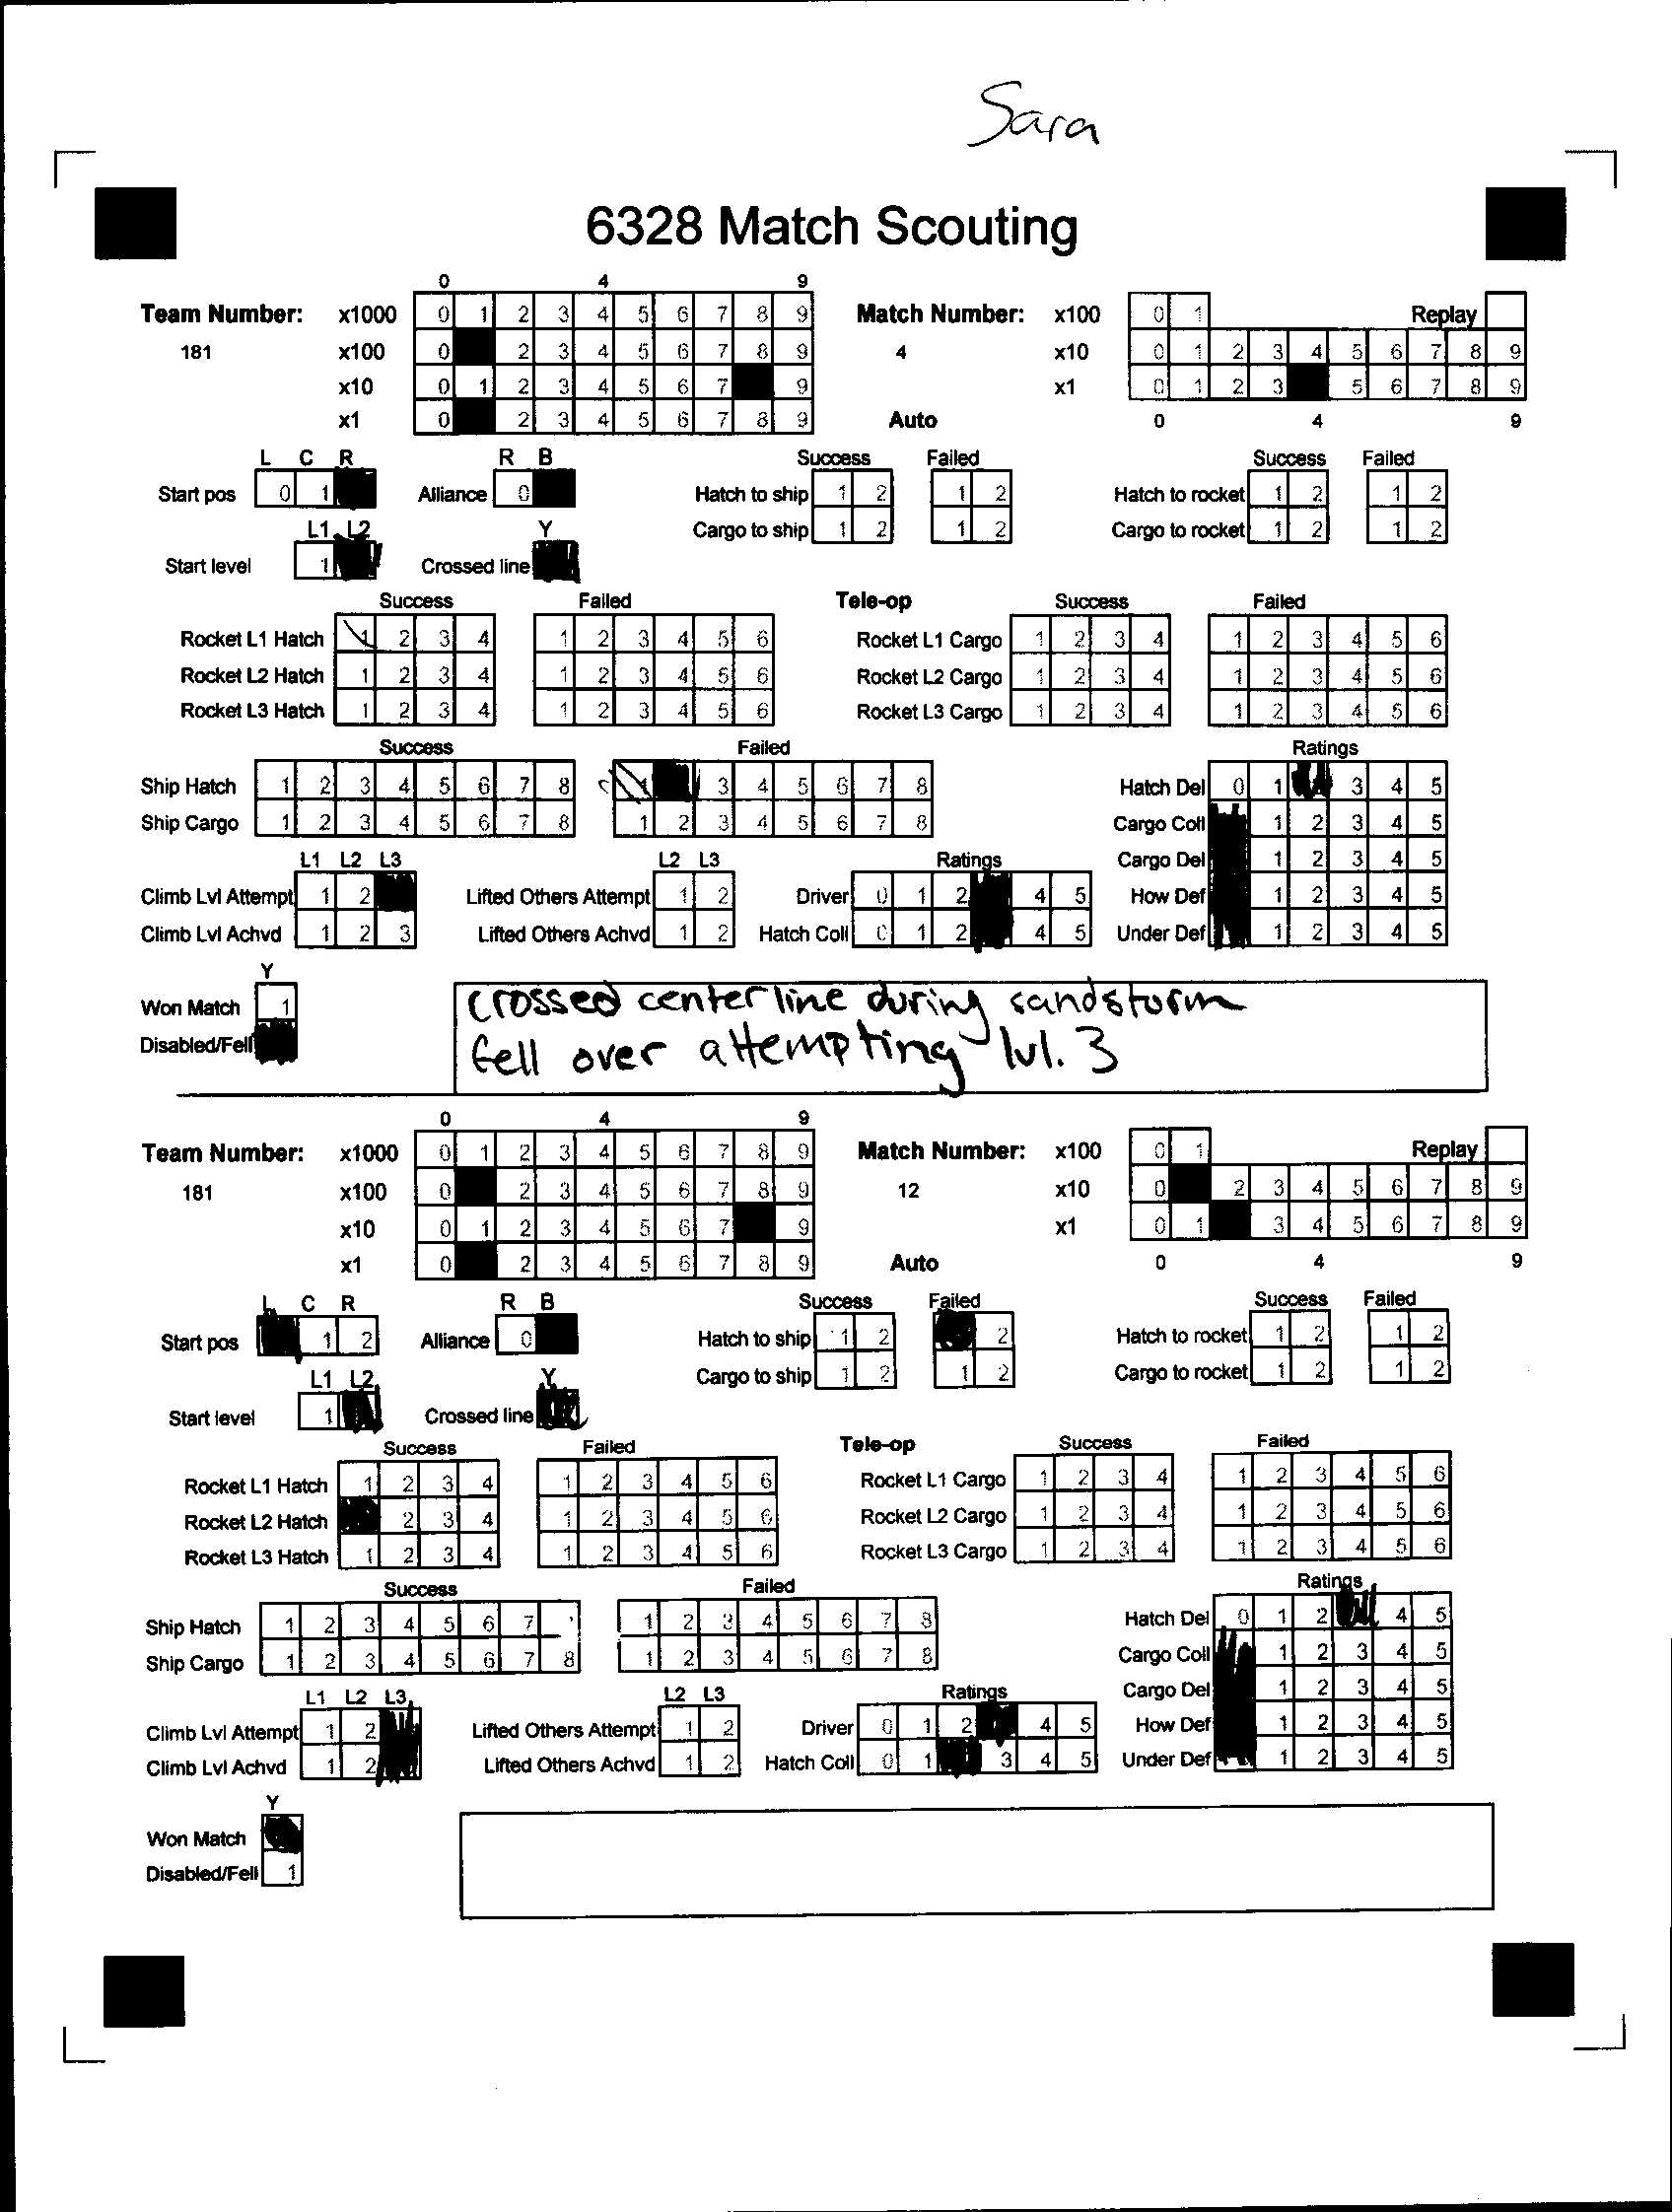 Sara
6328 Match Scouting
0 4 9
Team Number: x1000 0 1 2 3 4 5 6 7 8 9 Match Number: x100 0 1 Replay
181 x100 0 2 3 4 5 6 7 8 9 4 x10 0 1 2 3 4 5 6 7 8 9
x10 0 1 2 3 4 5 6 7 9 x1 0 1 2 3 5 6 7 8 9
x1 0 2 3 4 5 6 7 8 9 Auto 0 4 9
L C R R B Success Failed Success Failed
Start pos 0 1 Alliance 0 Hatch to ship 1 2 1 2 Hatch to rocket 1 2 1 2
L1 L2 Y Cargo to ship 1 2 1 2 Cargo to rocket 1 2 1 2
Start level 1 Crossed line
Success Failed Tele-op Success Failed
Rocket L1 Hatch 1 2 3 4 1 2 3 4 5 6 Rocket L1 Cargo 1 2 3 4 1 2 3 4 5 6
Rocket L2 Hatch 1 2 3 4 1 2 3 4 5 6 Rocket L2 Cargo 1 2 3 4 1 2 3 4 5 6
Rocket L3 Hatch 1 2 3 4 1 2 3 4 5 6 Rocket L3 Cargo 1 2 3 4 1 2 3 4 5 6
Success Failed Ratings
Ship Hatch 1 2 3 4 5 6 7 8 1 3 4 5 6 7 8 Hatch Del 0 1 3 4 5
Ship Cargo 1 2 3 4 5 6 7 8 1 2 3 4 5 6 7 8 Cargo Coll 1 2 3 4 5
L1 L2 L3 L2 L3 Ratings Cargo Del 1 2 3 4 5
Climb Lvl Attempt 1 2 Lifted Others Attempt 1 2 Driver 0 1 2 4 5 How Def 1 2 3 4 5
Climb Lvl Achvd 1 2 3 Lifted Others Achvd 1 2 Hatch Coll 0 1 2 4 5 Under Def 1 2 3 4 5
Y
Won Match 1 crossed center line during sandstorm
Disabled/Fell fell over attempting lvl. 3
0 4 9
Team Number: x1000 0 1 2 3 4 5 6 7 8 9 Match Number: x100 0 1 Replay
181 x100 0 2 3 4 5 6 7 8 9 12 x10 0 2 3 4 5 6 7 8 9
x10 0 1 2 3 4 5 6 7 9 x1 0 1 3 4 5 6 7 8 9
x1 0 2 3 4 5 6 7 8 9 Auto 0 4 9
L C R R B Success Failed Success Failed
Start pos 1 2 Alliance 0 Hatch to ship 1 2 2 Hatch to rocket 1 2 1 2
L1 L2 Y Cargo to ship 1 2 1 2 Cargo to rocket 1 2 1 2
Start level 1 Crossed line
Success Failed Tele-op Success Failed
Rocket L1 Hatch 1 2 3 4 1 2 3 4 5 6 Rocket L1 Cargo 1 2 3 4 1 2 3 4 5 6
Rocket L2 Hatch 2 3 4 1 2 3 4 5 6 Rocket L2 Cargo 1 2 3 4 1 2 3 4 5 6
Rocket L3 Hatch 1 2 3 4 1 2 3 4 5 6 Rocket L3 Cargo 1 2 3 4 1 2 3 4 5 6
Success Failed Ratings
Ship Hatch 1 2 3 4 5 6 7 1 2 3 4 5 6 7 8 Hatch Del 0 1 2 4 5
Ship Cargo 1 2 3 4 5 6 7 8 1 2 3 4 5 6 7 8 Cargo Coll 1 2 3 4 5
L1 L2 L3 L2 L3 Ratings Cargo Del 1 2 3 4 5
Climb Lvl Attempt 1 2 Lifted Others Attempt 1 2 Driver 0 1 2 4 5 How Def 1 2 3 4 5
Climb Lvl Achvd 1 2 Lifted Others Achvd 1 2 Hatch Coll 0 1 3 4 5 Under Def 1 2 3 4 5
Y
Won Match
Disabled/Fell 1